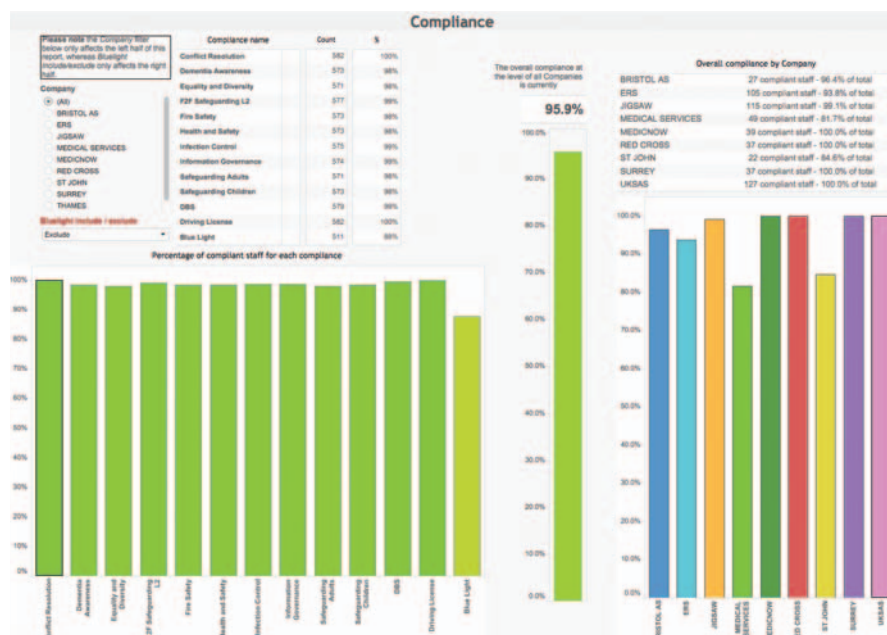 Compliance
Please note the Company filter
below only affects the left half of this
report, whereas Bluelight
include/exclude only affects the right
half.
Company
(All)
BRISTOL AS
ERS
JIGSAW
MEDICAL SERVICES
MEDICNOW
RED CROSS
ST JOHN
SURREY
THAMES
Bluelight include / exclude
Exclude
Compliance name Count %
Conflict Resolution 582 100%
Dementia Awareness 573 98%
Equality and Diversity 571 98%
F2F Safeguarding L2 577 99%
Fire Safety 573 98%
Health and Safety 573 98%
Infection Control 575 99%
Information Governance 574 99%
Safeguarding Adults 571 98%
Safeguarding Children 573 98%
DBS 579 99%
Driving License 582 100%
Blue Light 511
Percentage of compliant staff for each compliance
100%
90%
80%
70%
60%
50%
40%
30%
20%
10%
0%
Conflict Resolution
Dementia
Awareness
Equality and
Diversity
F2F Safeguarding
L2
Fire Safety
Health and Safety
Infection Control
Information
Governance
Safeguarding
Adults
Safeguarding
Children
DBS
Driving License
Blue Light
The overall compliance at
the level of all Companies
is currently
95.9%
100.0%
90.0%
80.0%
70.0%
60.0%
50.0%
40.0%
30.0%
20.0%
10.0%
0.0%
Overall compliance by Company
BRISTOL AS 27 compliant staff - 96.4% of total
ERS 105 compliant staff - 93.8% of total
JIGSAW 115 compliant staff - 99.1% of total
MEDICAL SERVICES 49 compliant staff - 81.7% of total
MEDICNOW 39 compliant staff - 100.0% of total
RED CROSS 37 compliant staff - 100.0% of total
ST JOHN 22 compliant staff - 84.6% of total
SURREY 37 compliant staff - 100.0% of total
UKSAS 127 compliant staff - 100.0% of total
100.0%
90.0%
80.0%
70.0%
60.0%
50.0%
40.0%
30.0%
20.0%
10.0%
0.0%
BRISTOL AS
ERS
JIGSAW
MEDICAL
SERVICES
MEDICNOW
RED CROSS
ST JOHN
SURREY
UKSAS